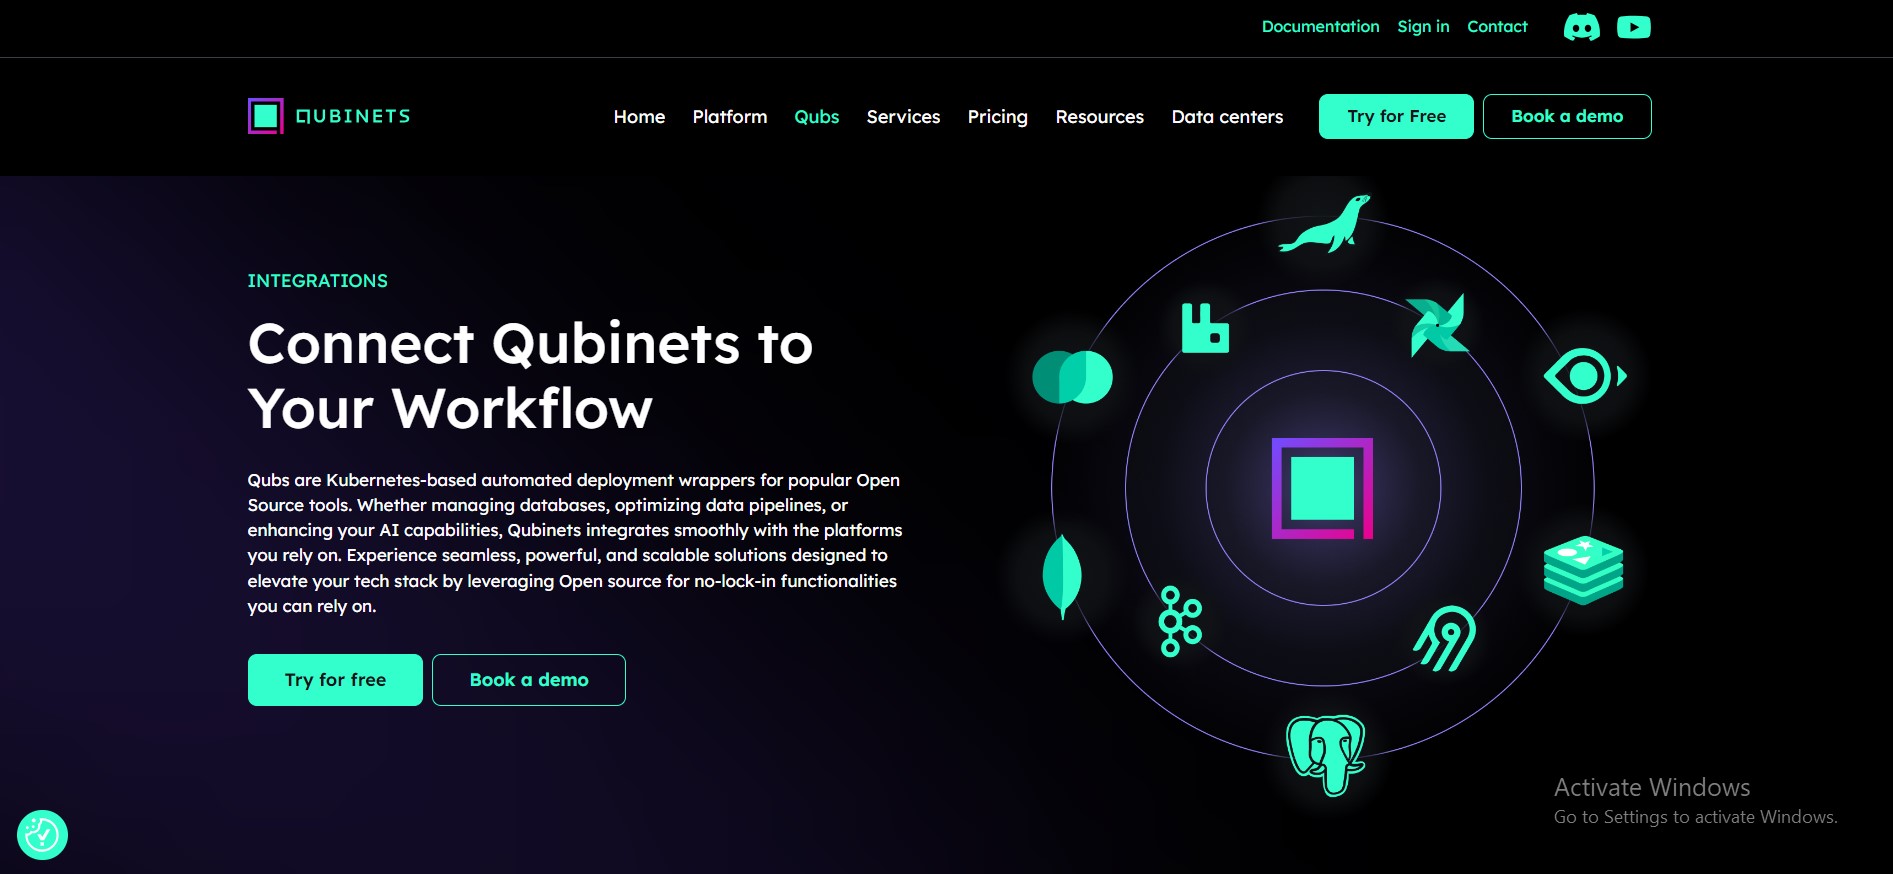 Documentation Sign in Contact
QUBINETS
Home Platform Qubs Services Pricing Resources Data centers Try for Free Book a demo
INTEGRATIONS
Connect Qubinets to
Your Workflow
Qubs are Kubernetes-based automated deployment wrappers for popular Open
Source tools. Whether managing databases, optimizing data pipelines, or
enhancing your AI capabilities, Qubinets integrates smoothly with the platforms
you rely on. Experience seamless, powerful, and scalable solutions designed to
elevate your tech stack by leveraging Open source for no-lock-in functionalities
you can rely on.
Try for free Book a demo
Activate Windows
Go to Settings to activate Windows.